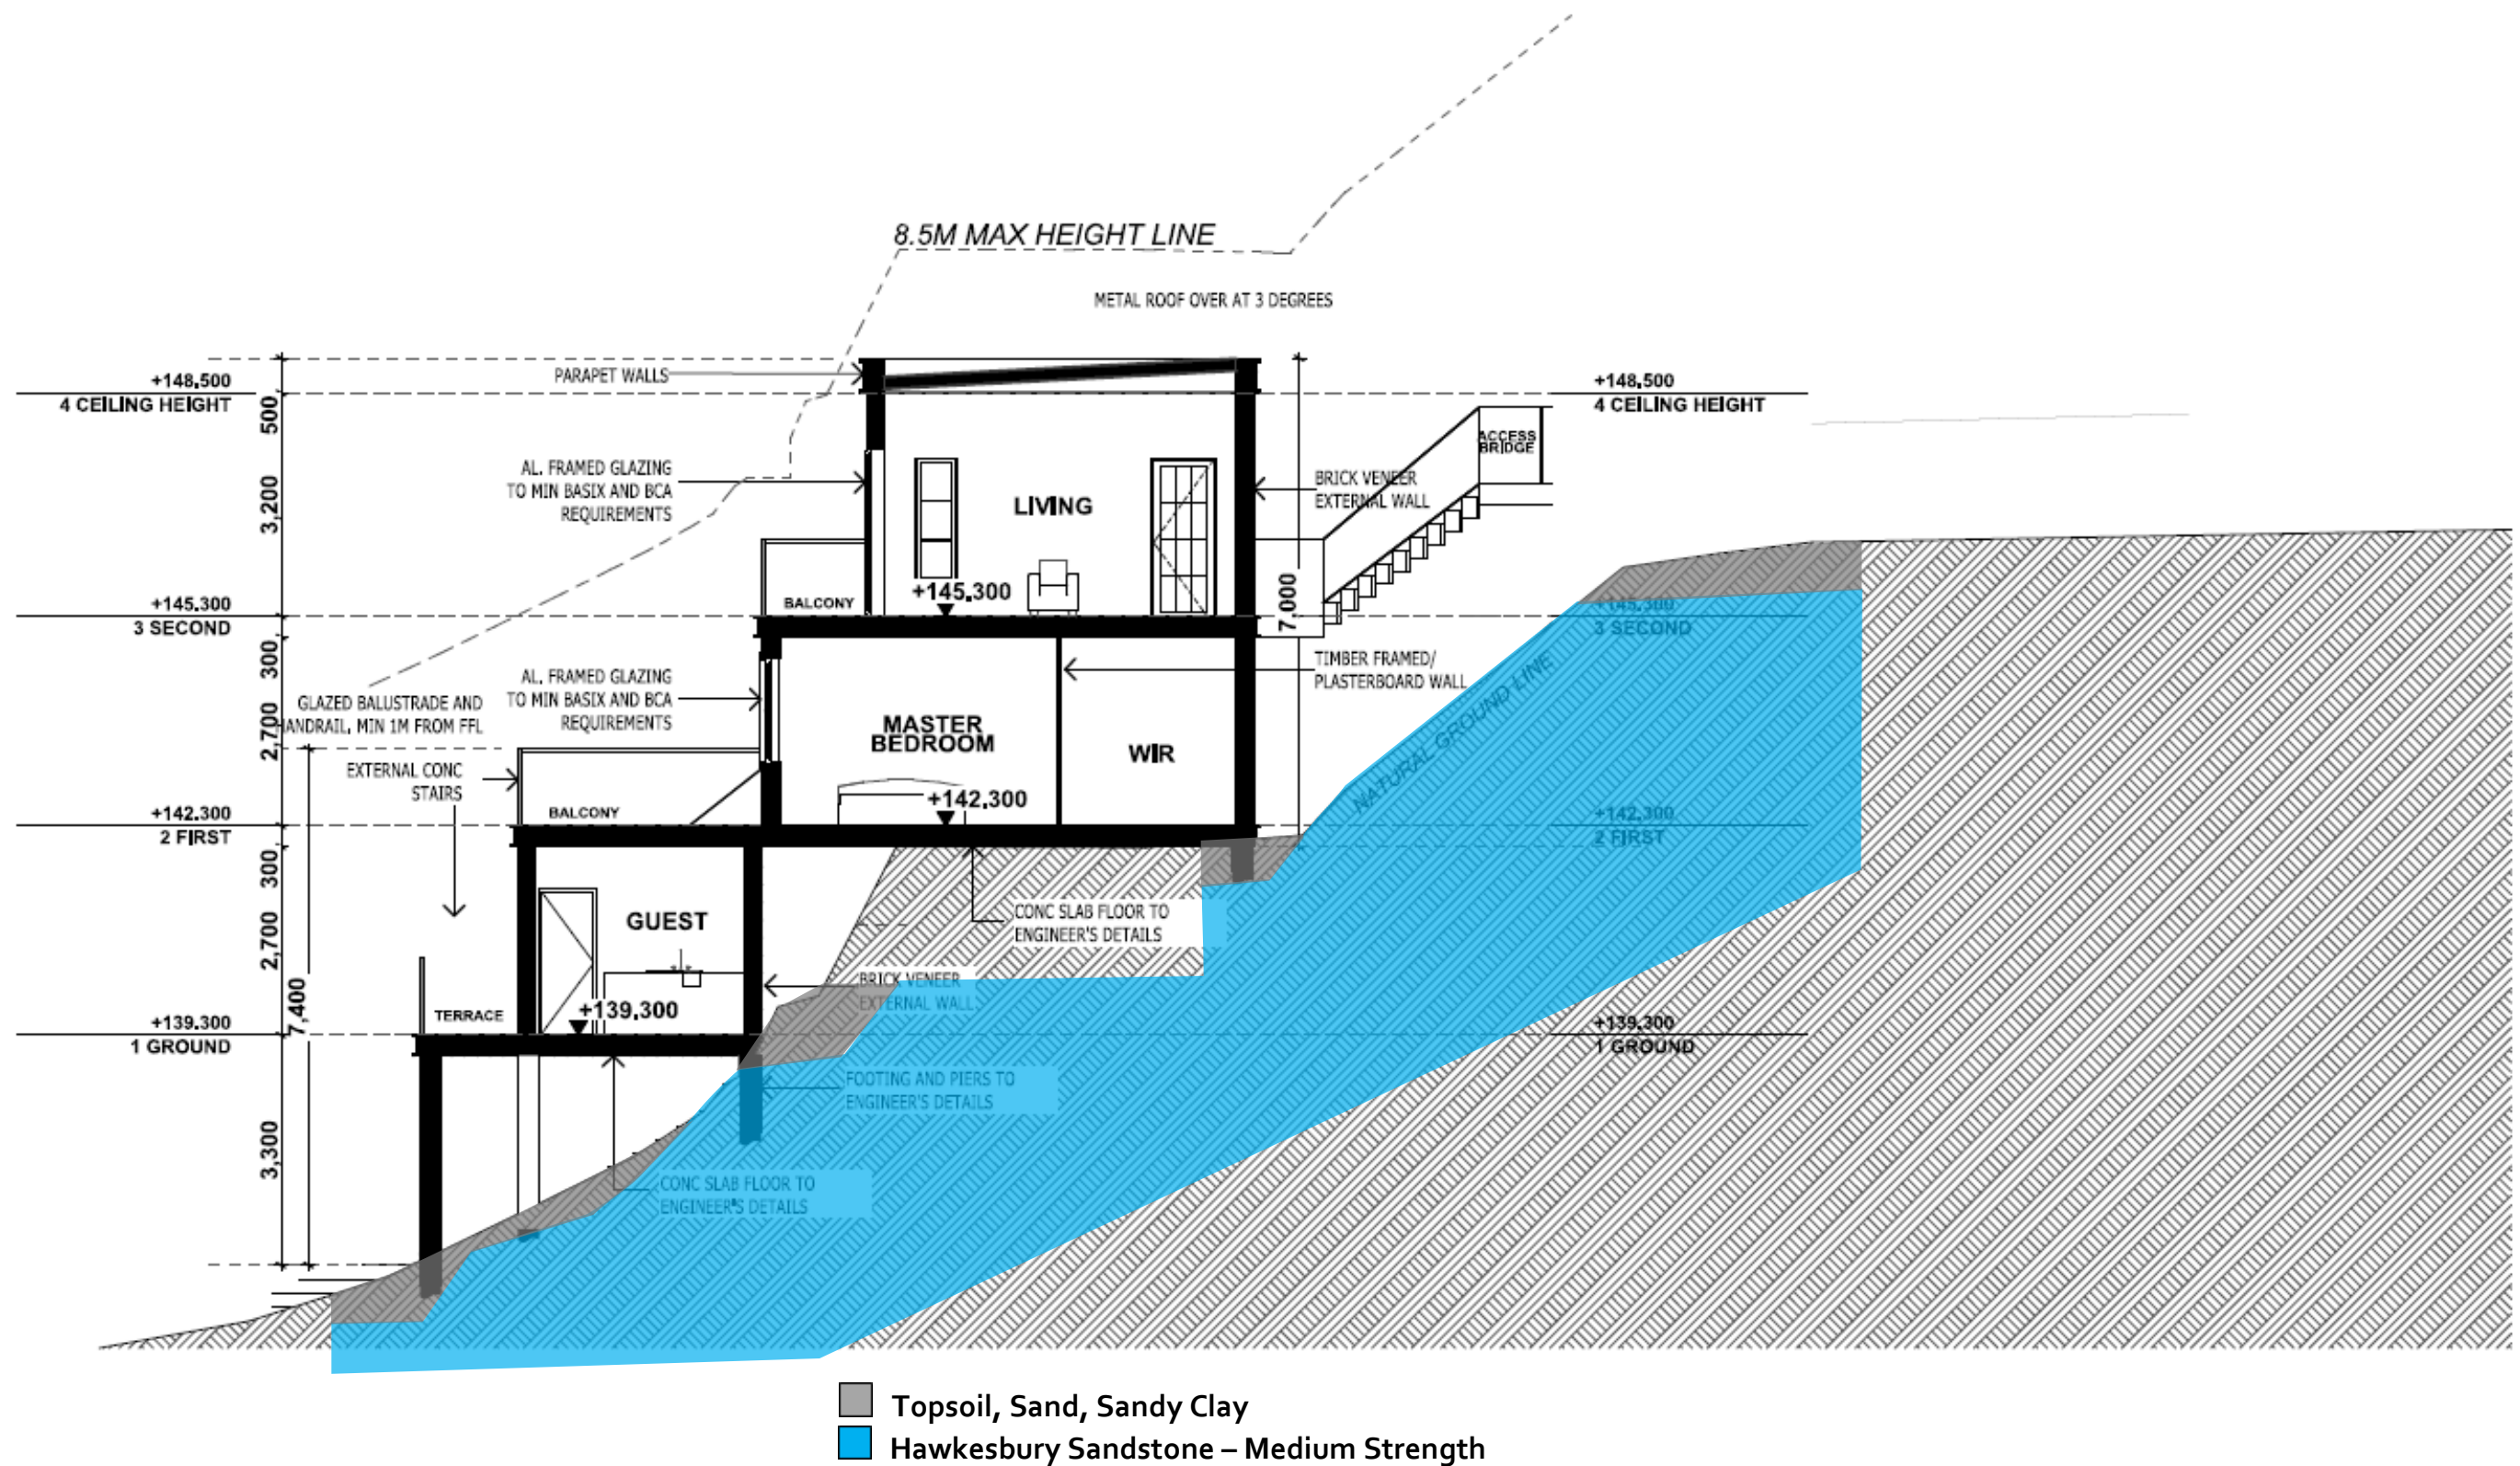 8.5M MAX HEIGHT LINE
METAL ROOF OVER AT 3 DEGREES
PARAPET WALLS
+148,500
4 CEILING HEIGHT
+148,500
4 CEILING HEIGHT
500
ACCESS
BRIDGE
AL. FRAMED GLAZING
TO MIN BASIX AND BCA
REQUIREMENTS
BRICK VENEER
EXTERNAL WALL
3,200
LIVING
+145,300
BALCONY
7,000
+145,300
3 SECOND
+145,300
3 SECOND
300
TIMBER FRAMED/
PLASTERBOARD WALL
NATURAL GROUND LINE
AL. FRAMED GLAZING
TO MIN BASIX AND BCA
REQUIREMENTS
GLAZED BALUSTRADE AND
ANDRAIL, MIN 1M FROM FFL
2,700
MASTER
BEDROOM
WIR
EXTERNAL CONC
STAIRS
+142,300
BALCONY
+142,300
2 FIRST
+142,300
2 FIRST
300
GUEST
CONC SLAB FLOOR TO
ENGINEER'S DETAILS
2,700
BRICK VENEER
EXTERNAL WALL
7,400
+139,300
TERRACE
+139,300
1 GROUND
+139,300
1 GROUND
FOOTING AND PIERS TO
ENGINEER'S DETAILS
3,300
CONC SLAB FLOOR TO
ENGINEER'S DETAILS
Topsoil, Sand, Sandy Clay
Hawkesbury Sandstone – Medium Strength